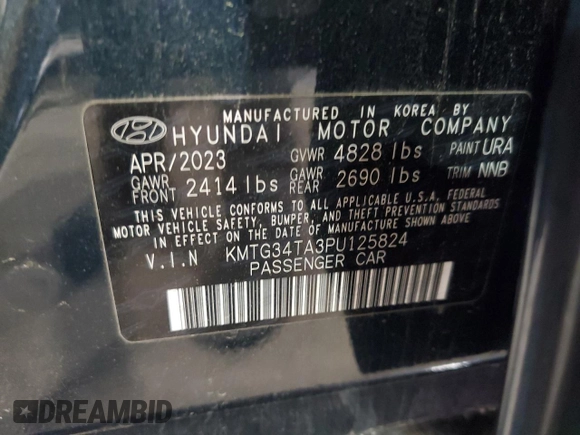 MANUFACTURED IN KOREA BY
HYUNDAI MOTOR COMPANY
APR/2023 GVWR 4828 lbs PAINT URA
GAWR FRONT 2414 lbs GAWR REAR 2690 lbs TRIM NNB
THIS VEHICLE CONFORMS TO ALL APPLICABLE U.S.A. FEDERAL
MOTOR VEHICLE SAFETY, BUMPER, AND THEFT PREVENTION
STANDARDS IN EFFECT ON THE DATE OF MANUFACTURE SHOWN ABOVE
V.I.N KMTG34TA3PU125824
PASSENGER CAR
DREAMBID